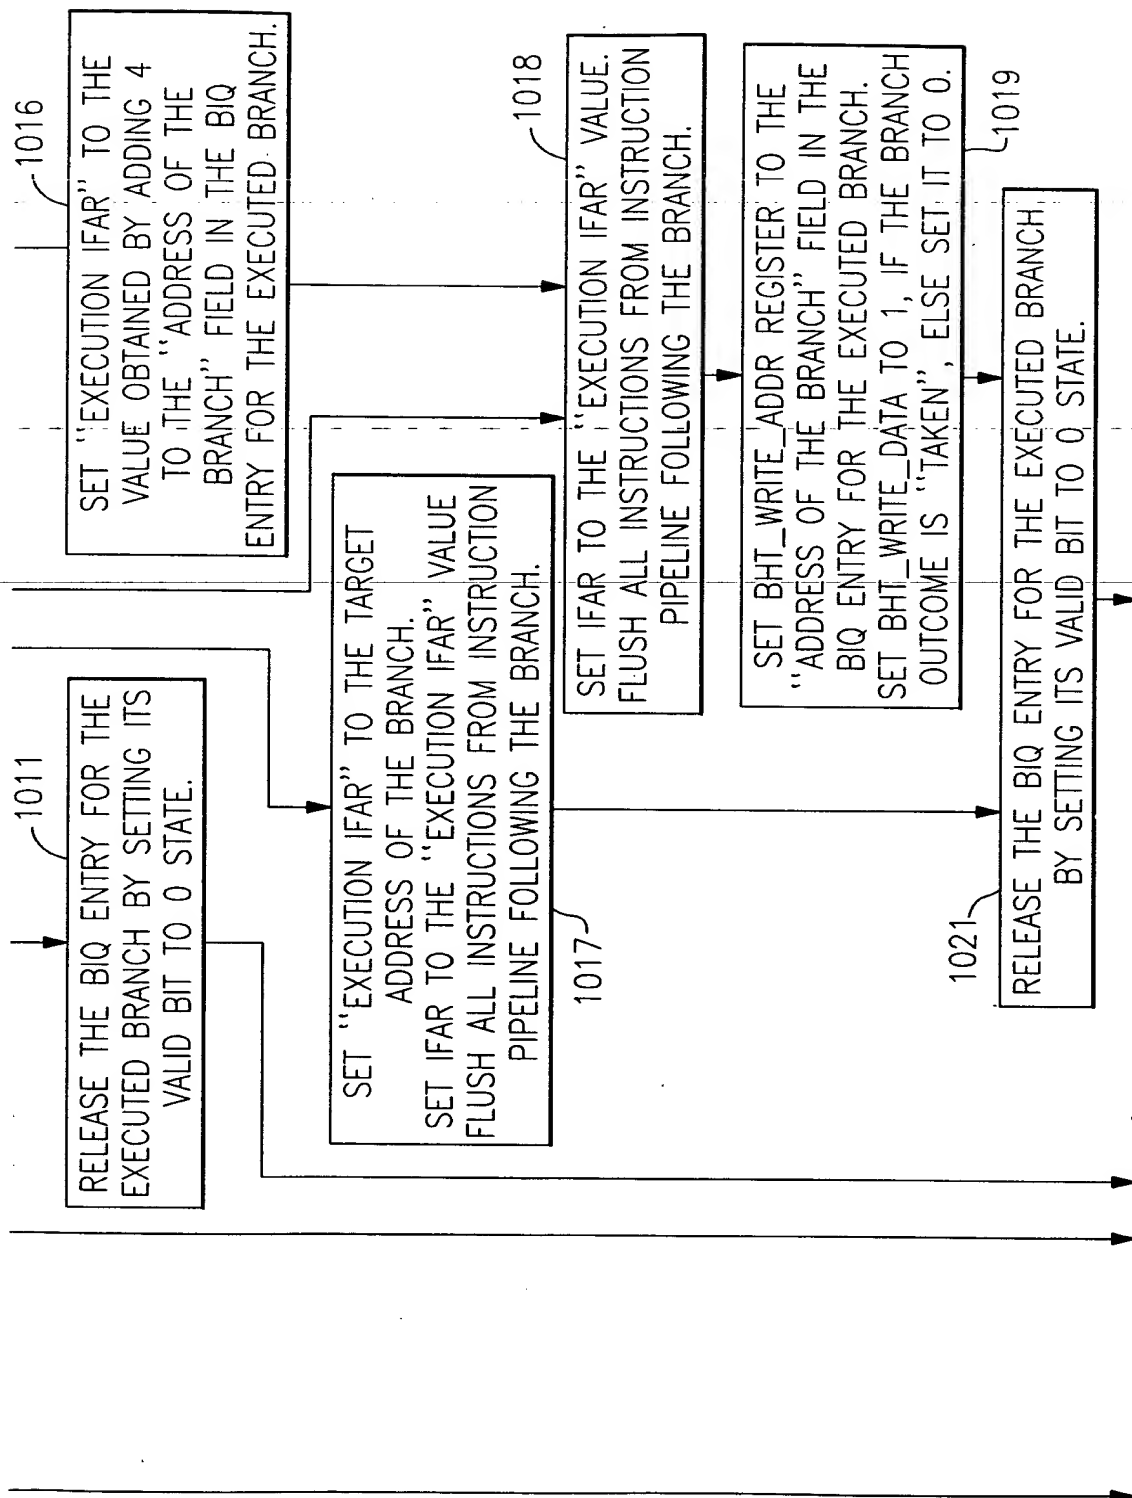 1011
RELEASE THE BIQ ENTRY FOR THE
EXECUTED BRANCH BY SETTING ITS
VALID BIT TO 0 STATE.
1016
SET "EXECUTION IFAR" TO THE
VALUE OBTAINED BY ADDING 4
TO THE "ADDRESS OF THE
BRANCH" FIELD IN THE BIQ
ENTRY FOR THE EXECUTED BRANCH.
SET "EXECUTION IFAR" TO THE TARGET
ADDRESS OF THE BRANCH.
SET IFAR TO THE "EXECUTION IFAR" VALUE
FLUSH ALL INSTRUCTIONS FROM INSTRUCTION
PIPELINE FOLLOWING THE BRANCH.
1017
1018
SET IFAR TO THE "EXECUTION IFAR" VALUE.
FLUSH ALL INSTRUCTIONS FROM INSTRUCTION
PIPELINE FOLLOWING THE BRANCH.
SET BHT_WRITE_ADDR REGISTER TO THE
"ADDRESS OF THE BRANCH" FIELD IN THE
BIQ ENTRY FOR THE EXECUTED BRANCH.
SET BHT_WRITE_DATA TO 1, IF THE BRANCH
OUTCOME IS "TAKEN", ELSE SET IT TO 0.
1019
1021
RELEASE THE BIQ ENTRY FOR THE EXECUTED BRANCH
BY SETTING ITS VALID BIT TO 0 STATE.